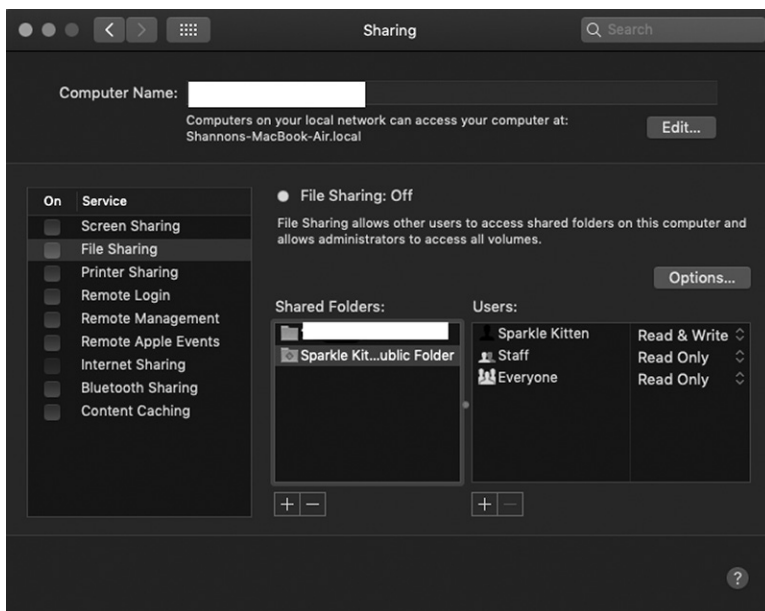 Sharing
Search
Computer Name:
Computers on your local network can access your computer at:
Shannons-MacBook-Air.local
Edit...
On Service
Screen Sharing
File Sharing
Printer Sharing
Remote Login
Remote Management
Remote Apple Events
Internet Sharing
Bluetooth Sharing
Content Caching
File Sharing: Off
File Sharing allows other users to access shared folders on this computer and
allows administrators to access all volumes.
Options...
Shared Folders:
Sparkle Kit...ublic Folder
+ −
Users:
Sparkle Kitten Read & Write
Staff Read Only
Everyone Read Only
+ −
?